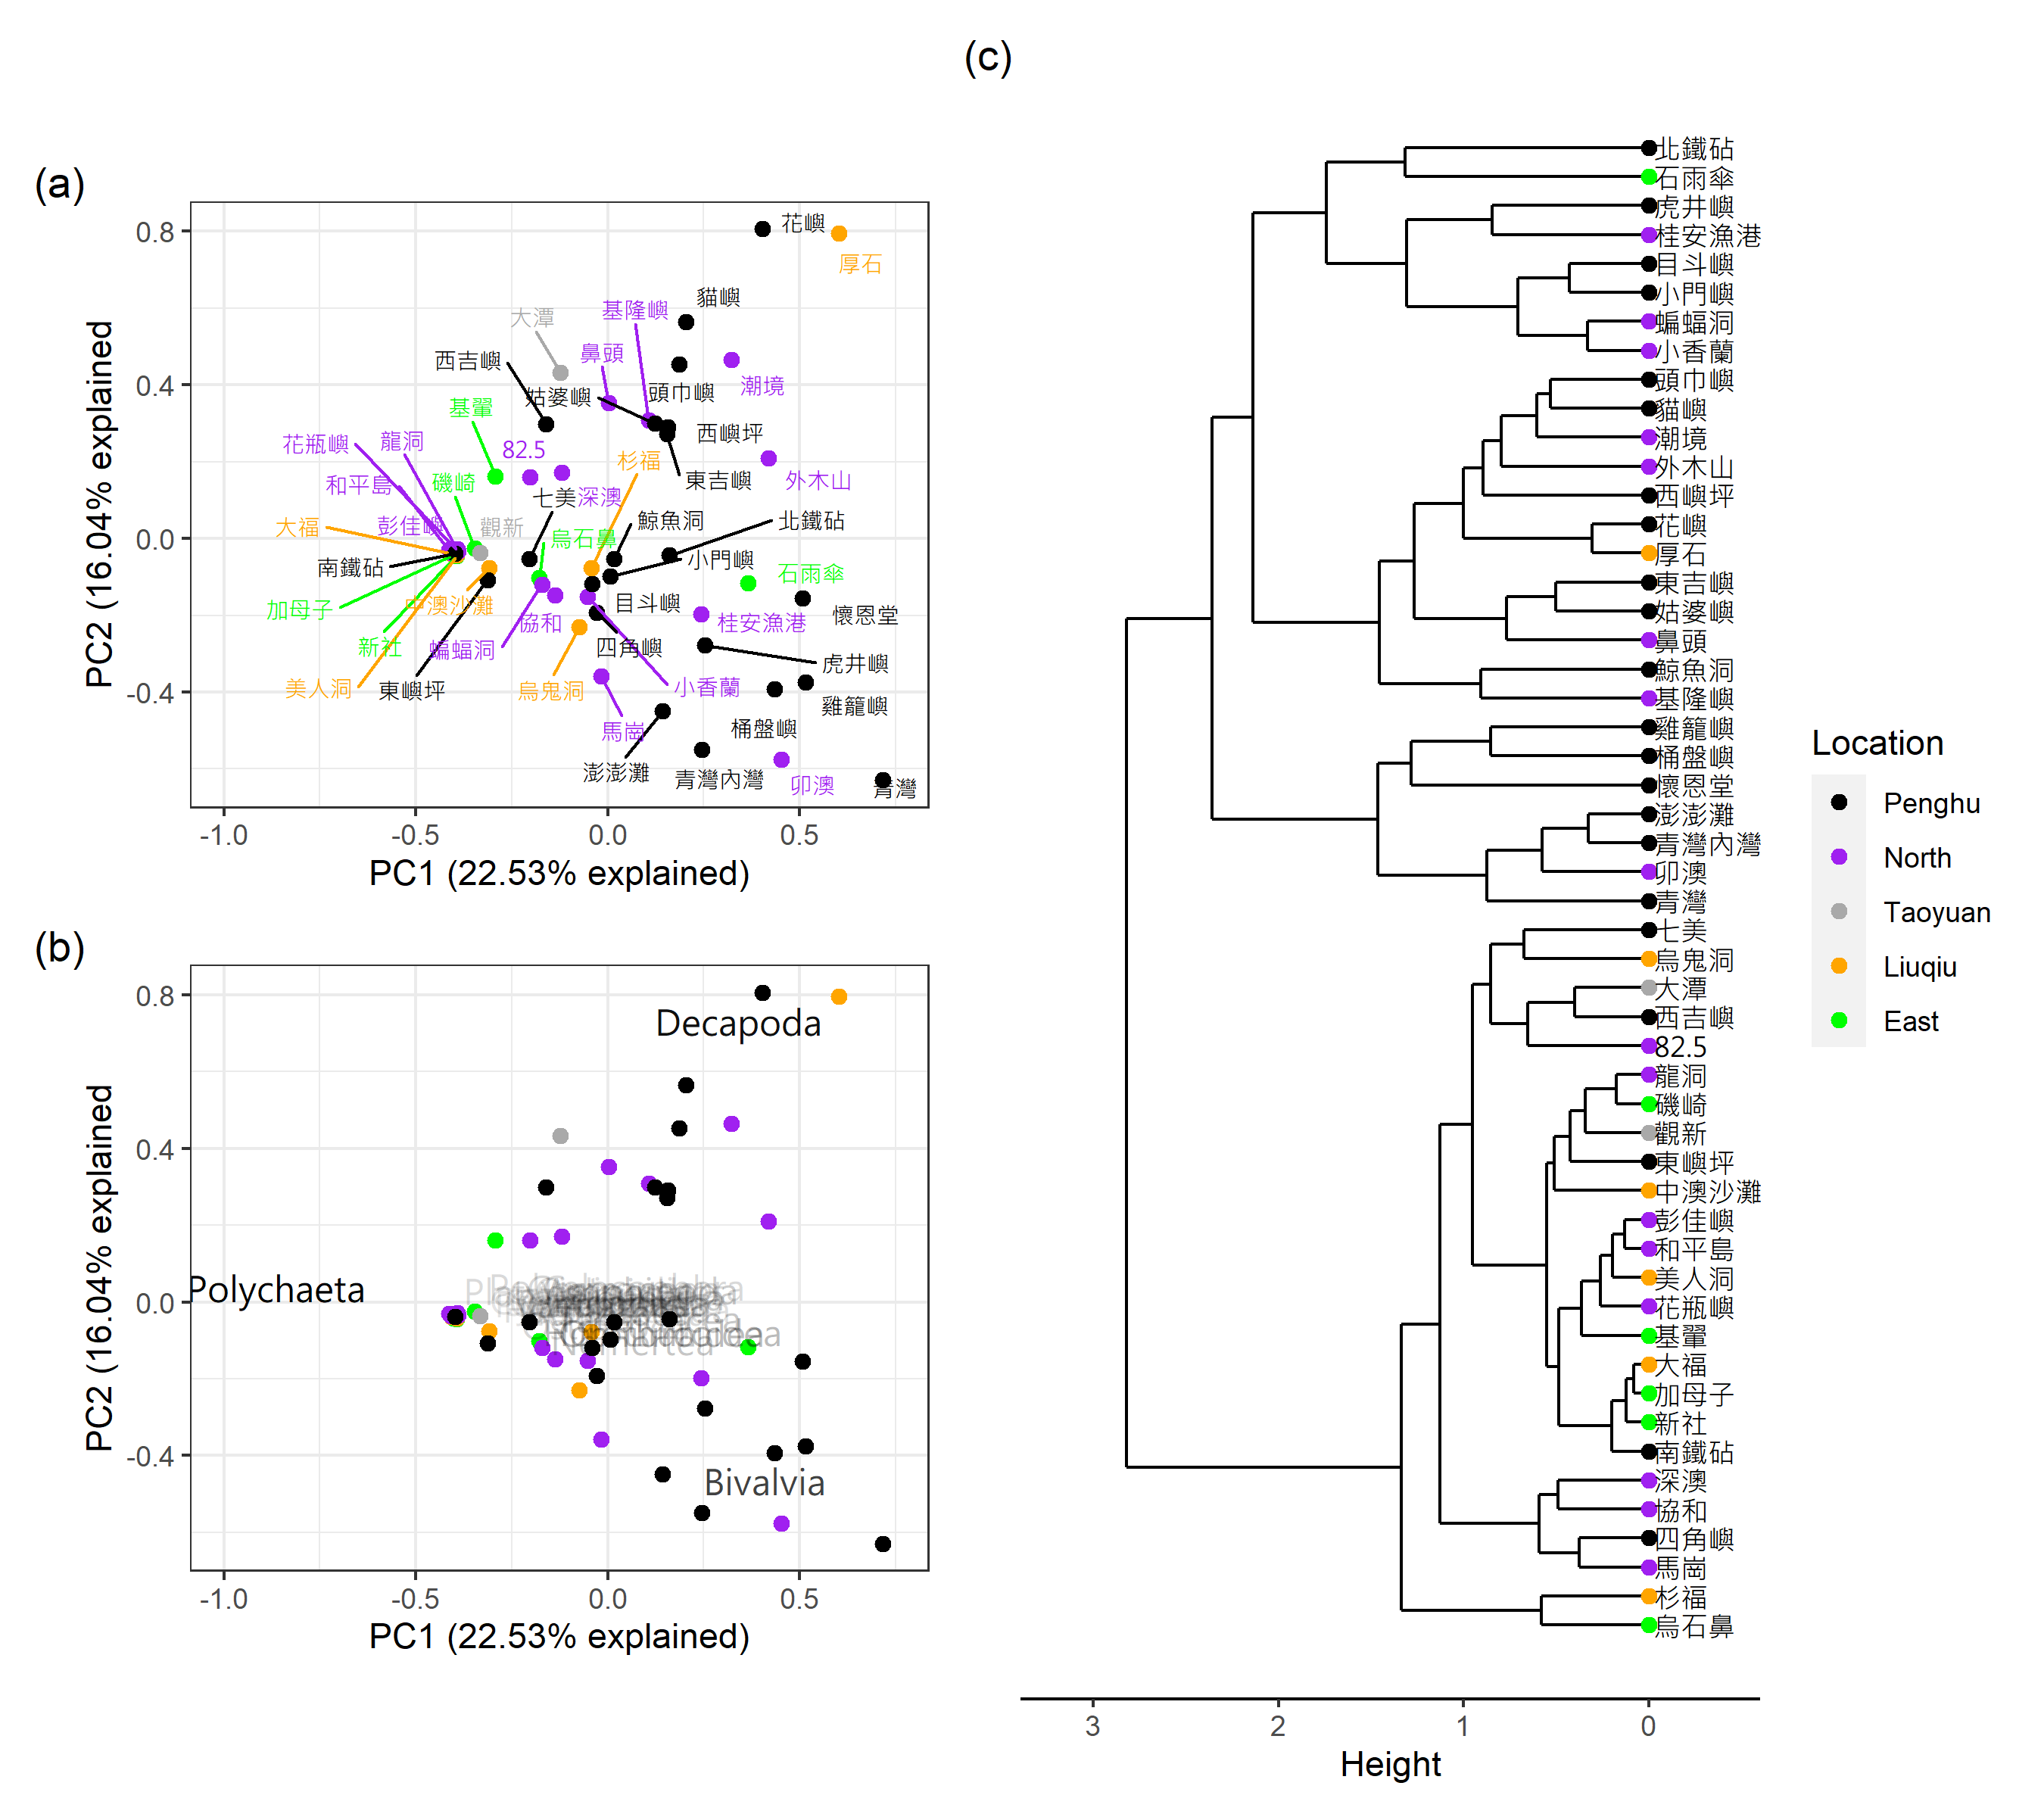 (a)
花嶼
厚石
貓嶼
基隆嶼
大潭
鼻頭
西吉嶼
頭巾嶼
潮境
姑婆嶼
基翬
西嶼坪
花瓶嶼
龍洞
82.5
杉福
外木山
東吉嶼
和平島
磯崎
七美
深澳
大福
彭佳嶼
觀新
鯨魚洞
北鐵砧
烏石鼻
南鐵砧
小門嶼
石雨傘
加母子
中澳沙灘
目斗嶼
懷恩堂
協和
桂安漁港
新社
蝙蝠洞
四角嶼
虎井嶼
美人洞
東嶼坪
烏鬼洞
小香蘭
雞籠嶼
馬崗
桶盤嶼
澎澎灘
青灣內灣
卯澳
青灣
0.8
0.4
0.0
-0.4
PC2 (16.04% explained
-1.0
-0.5
0.0
0.5
PC1 (22.53% explained)
(b)
Decapoda
Polychaeta
Nemertea
Bivalvia
0.8
0.4
0.0
-0.4
PC2 (16.04% explained
-1.0
-0.5
0.0
0.5
PC1 (22.53% explained)
(c)
北鐵砧
石雨傘
虎井嶼
桂安漁港
目斗嶼
小門嶼
蝙蝠洞
小香蘭
頭巾嶼
貓嶼
潮境
外木山
西嶼坪
花嶼
厚石
東吉嶼
姑婆嶼
鼻頭
鯨魚洞
基隆嶼
雞籠嶼
桶盤嶼
懷恩堂
澎澎灘
青灣內灣
卯澳
青灣
七美
烏鬼洞
大潭
西吉嶼
82.5
龍洞
磯崎
觀新
東嶼坪
中澳沙灘
彭佳嶼
和平島
美人洞
花瓶嶼
基翬
大福
加母子
新社
南鐵砧
深澳
協和
四角嶼
馬崗
杉福
烏石鼻
3
2
1
0
Height
Location
Penghu
North
Taoyuan
Liuqiu
East